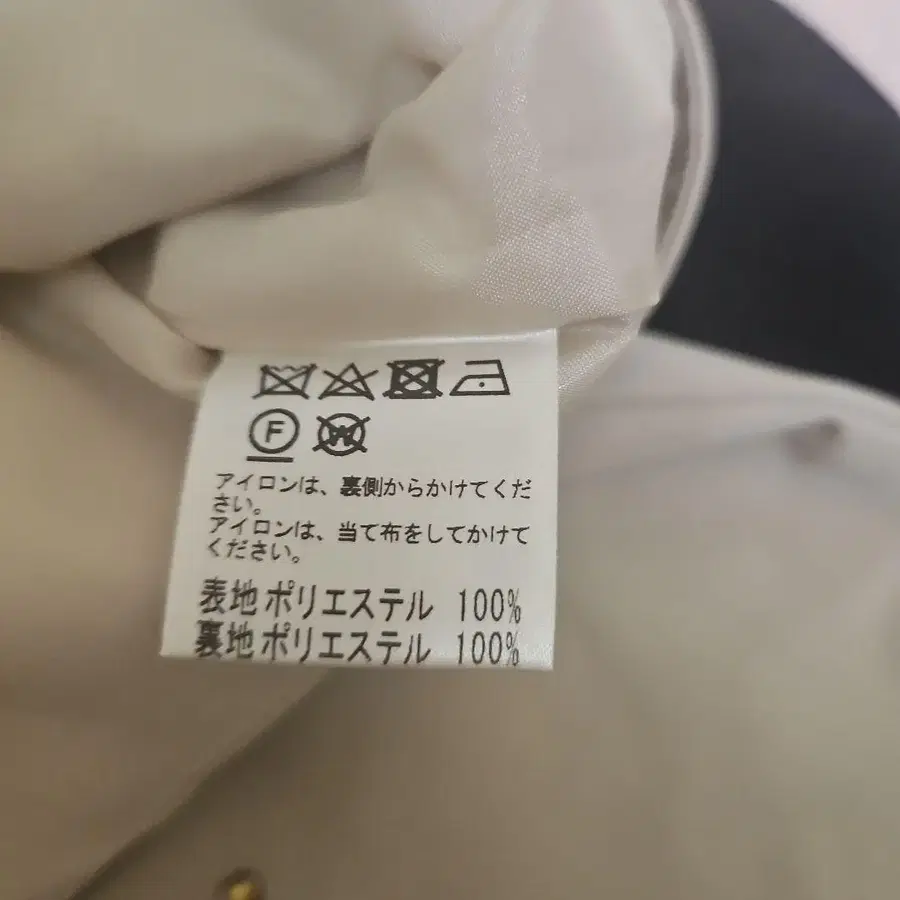 F W
アイロンは、裏側からかけてくだ
さい。
アイロンは、当て布をしてかけて
ください。
表地 ポリエステル 100%
裏地 ポリエステル 100%